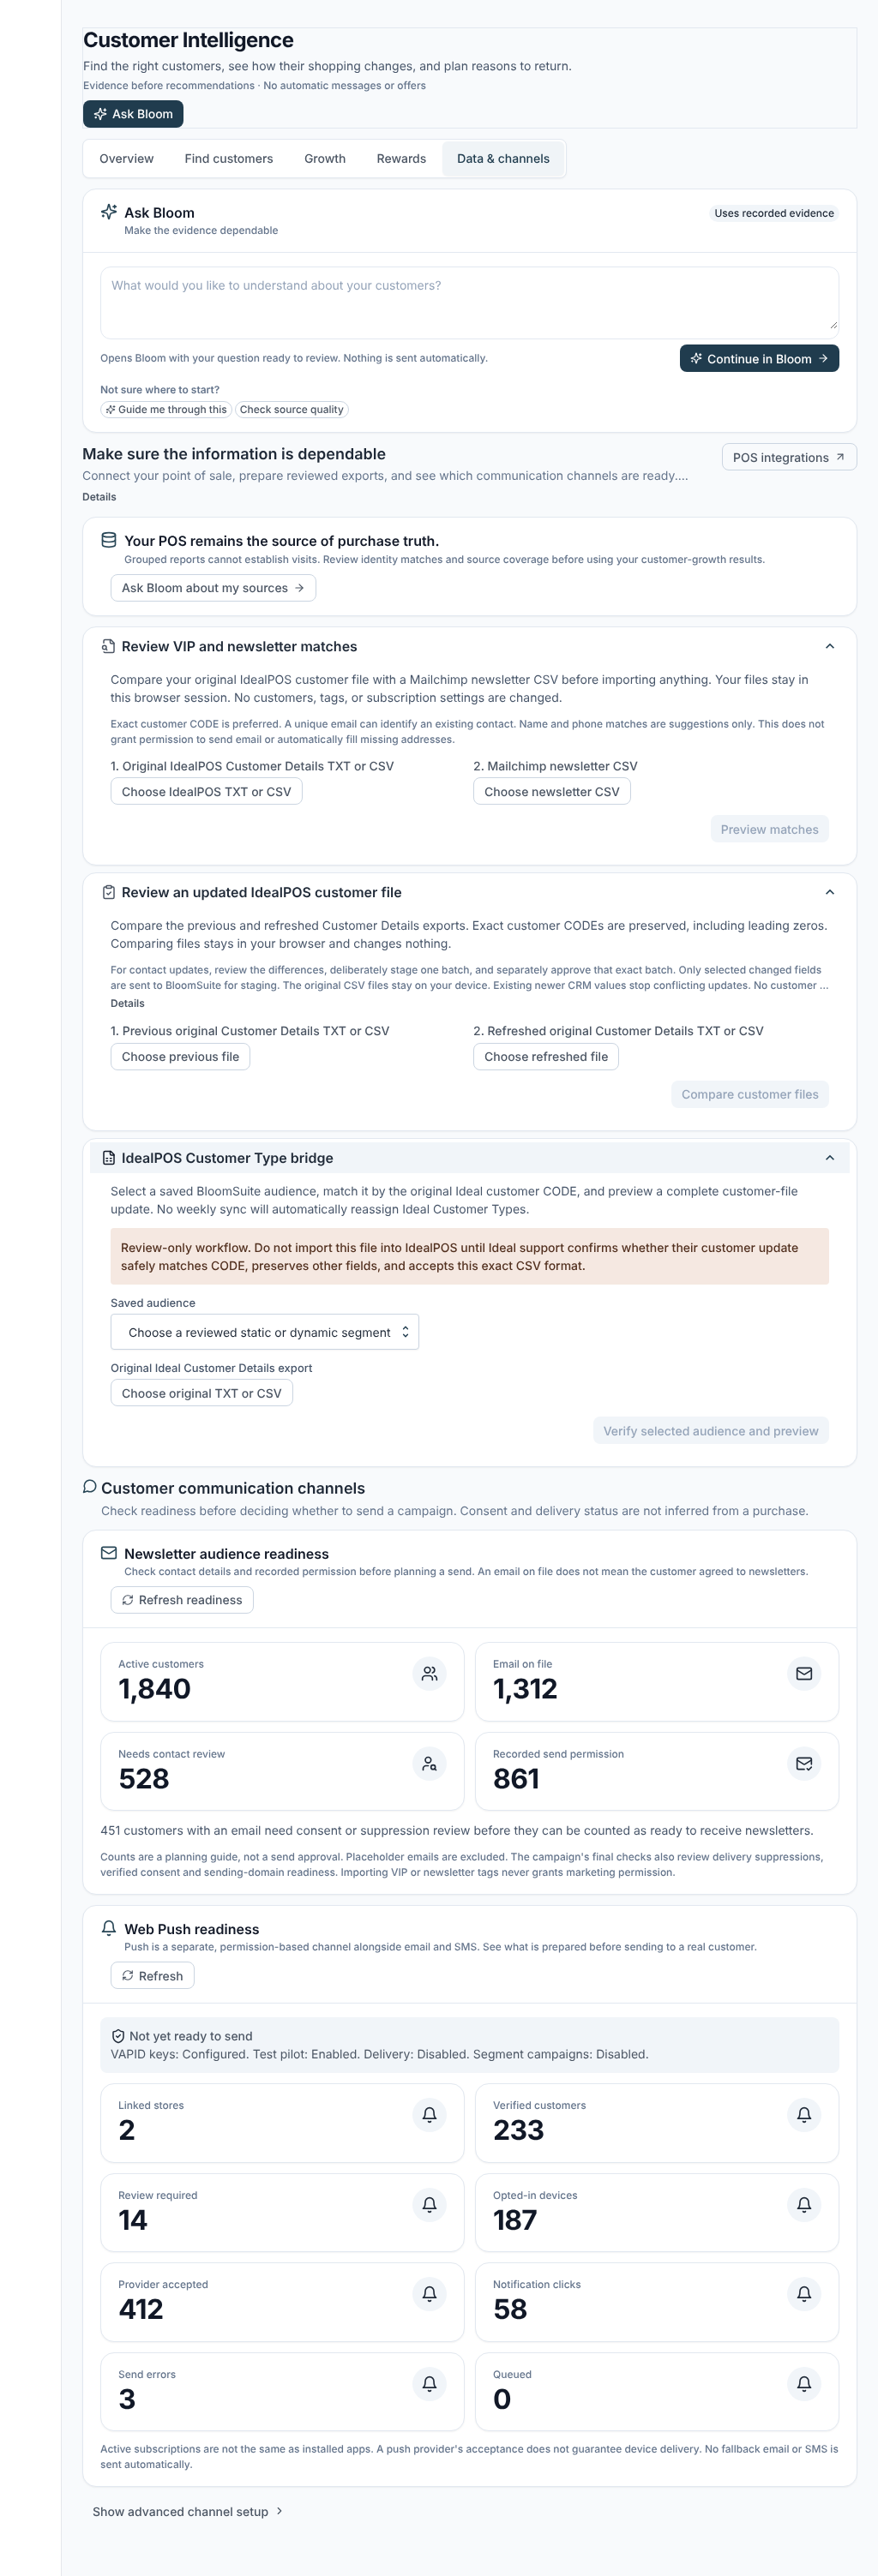 Customer Intelligence
Find the right customers, see how their shopping changes, and plan reasons to return.
Evidence before recommendations · No automatic messages or offers
Ask Bloom
Overview
Find customers
Growth
Rewards
Data & channels
Ask Bloom
Uses recorded evidence
Make the evidence dependable
What would you like to understand about your customers?
Opens Bloom with your question ready to review. Nothing is sent automatically.
Continue in Bloom
Not sure where to start?
Guide me through this
Check source quality
Make sure the information is dependable
POS integrations
Connect your point of sale, prepare reviewed exports, and see which communication channels are ready....
Details
Your POS remains the source of purchase truth.
Grouped reports cannot establish visits. Review identity matches and source coverage before using your customer-growth results.
Ask Bloom about my sources
Review VIP and newsletter matches
Compare your original IdealPOS customer file with a Mailchimp newsletter CSV before importing anything. Your files stay in
this browser session. No customers, tags, or subscription settings are changed.
Exact customer CODE is preferred. A unique email can identify an existing contact. Name and phone matches are suggestions only. This does not
grant permission to send email or automatically fill missing addresses.
1. Original IdealPOS Customer Details TXT or CSV
2. Mailchimp newsletter CSV
Choose IdealPOS TXT or CSV
Choose newsletter CSV
Preview matches
Review an updated IdealPOS customer file
Compare the previous and refreshed Customer Details exports. Exact customer CODEs are preserved, including leading zeros.
Comparing files stays in your browser and changes nothing.
For contact updates, review the differences, deliberately stage one batch, and separately approve that exact batch. Only selected changed fields
are sent to BloomSuite for staging. The original CSV files stay on your device. Existing newer CRM values stop conflicting updates. No customer ...
Details
1. Previous original Customer Details TXT or CSV
2. Refreshed original Customer Details TXT or CSV
Choose previous file
Choose refreshed file
Compare customer files
IdealPOS Customer Type bridge
Select a saved BloomSuite audience, match it by the original Ideal customer CODE, and preview a complete customer-file
update. No weekly sync will automatically reassign Ideal Customer Types.
Review-only workflow. Do not import this file into IdealPOS until Ideal support confirms whether their customer update
safely matches CODE, preserves other fields, and accepts this exact CSV format.
Saved audience
Choose a reviewed static or dynamic segment
Original Ideal Customer Details export
Choose original TXT or CSV
Verify selected audience and preview
Customer communication channels
Check readiness before deciding whether to send a campaign. Consent and delivery status are not inferred from a purchase.
Newsletter audience readiness
Check contact details and recorded permission before planning a send. An email on file does not mean the customer agreed to newsletters.
Refresh readiness
Active customers
1,840
Email on file
1,312
Needs contact review
528
Recorded send permission
861
451 customers with an email need consent or suppression review before they can be counted as ready to receive newsletters.
Counts are a planning guide, not a send approval. Placeholder emails are excluded. The campaign's final checks also review delivery suppressions,
verified consent and sending-domain readiness. Importing VIP or newsletter tags never grants marketing permission.
Web Push readiness
Push is a separate, permission-based channel alongside email and SMS. See what is prepared before sending to a real customer.
Refresh
Not yet ready to send
VAPID keys: Configured. Test pilot: Enabled. Delivery: Disabled. Segment campaigns: Disabled.
Linked stores
2
Verified customers
233
Review required
14
Opted-in devices
187
Provider accepted
412
Notification clicks
58
Send errors
3
Queued
0
Active subscriptions are not the same as installed apps. A push provider's acceptance does not guarantee device delivery. No fallback email or SMS is
sent automatically.
Show advanced channel setup